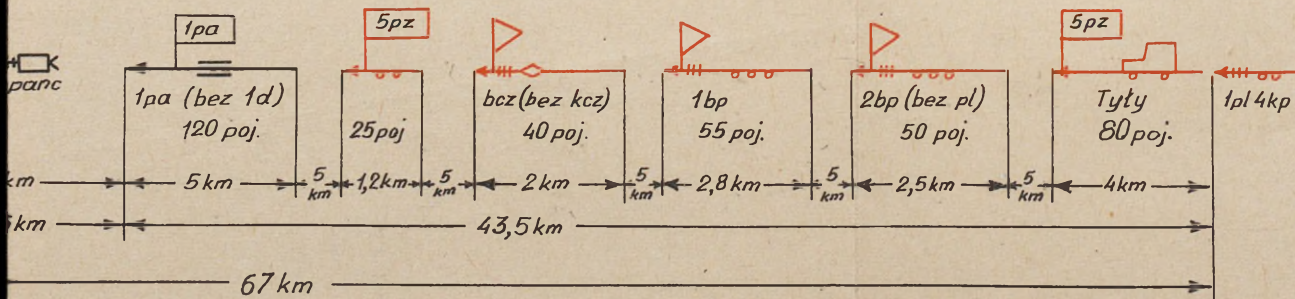 1pa
5pz
5pz
panc
1pa (bez 1d)
120 poj.
25 poj
bcz (bez kcz)
40 poj.
1bp
55 poj.
2bp (bez pl)
50 poj.
Tyły
80 poj.
1pl 4kp
km
5 km
5 km
1,2 km
5 km
2 km
5 km
2,8 km
5 km
2,5 km
5 km
4 km
km
43,5 km
67 km